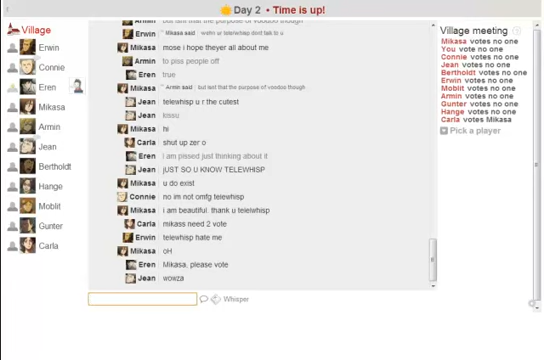 Day 2 • Time is up!
Village
Erwin
Connie
Eren
Mikasa
Armin
Jean
Bertholdt
Hange
Moblit
Gunter
Carla
Mikasa said
don't talk to u
Mikasa mose i hope theyer all about me
Armin to piss people off
Eren true
Mikasa Armin said but isnt that the purpose of voodoo though
Jean telewhisp u r the cutest
Jean kissu
Mikasa hi
Carla shut up zer o
Eren i am pissed just thinking about it
Jean jUST SO U KNOW TELEWHISP
Mikasa u do exist
Connie no im not omfg telewhisp
Mikasa i am beautiful. thank u telwhisp
Carla mikass need 2 vote
Erwin telewhisp hate me
Mikasa oH
Eren Mikasa, please vote
Jean wowza
Whisper
Village meeting
Mikasa votes no one
You vote no one
Connie votes no one
Jean votes no one
Bertholdt votes no one
Erwin votes no one
Moblit votes no one
Armin votes no one
Gunter votes no one
Hange votes no one
Carla votes Mikasa
Pick a player